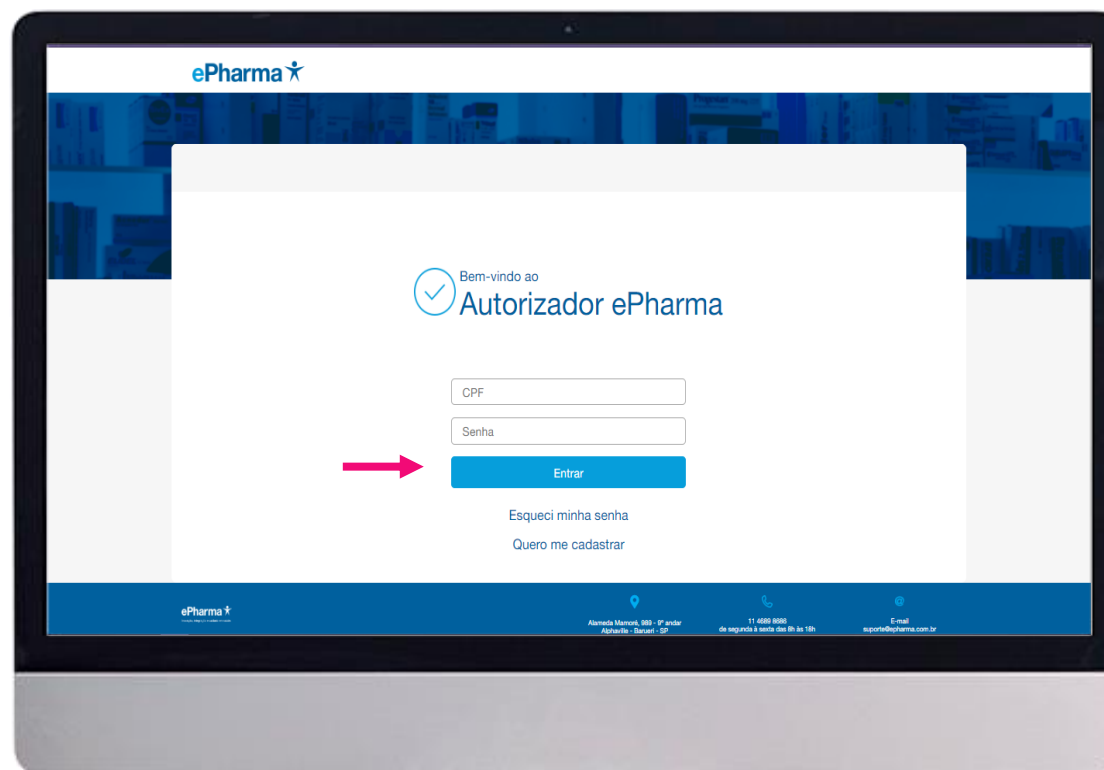 ePharma
Bem-vindo ao
Autorizador ePharma
CPF
Senha
Entrar
Esqueci minha senha
Quero me cadastrar
ePharma
Alameda Mamoré, 989 - 9º andar
Alphaville - Barueri - SP
11 4689 8686
de segunda à sexta das 8h às 18h
@
E-mail
suporte@epharma.com.br